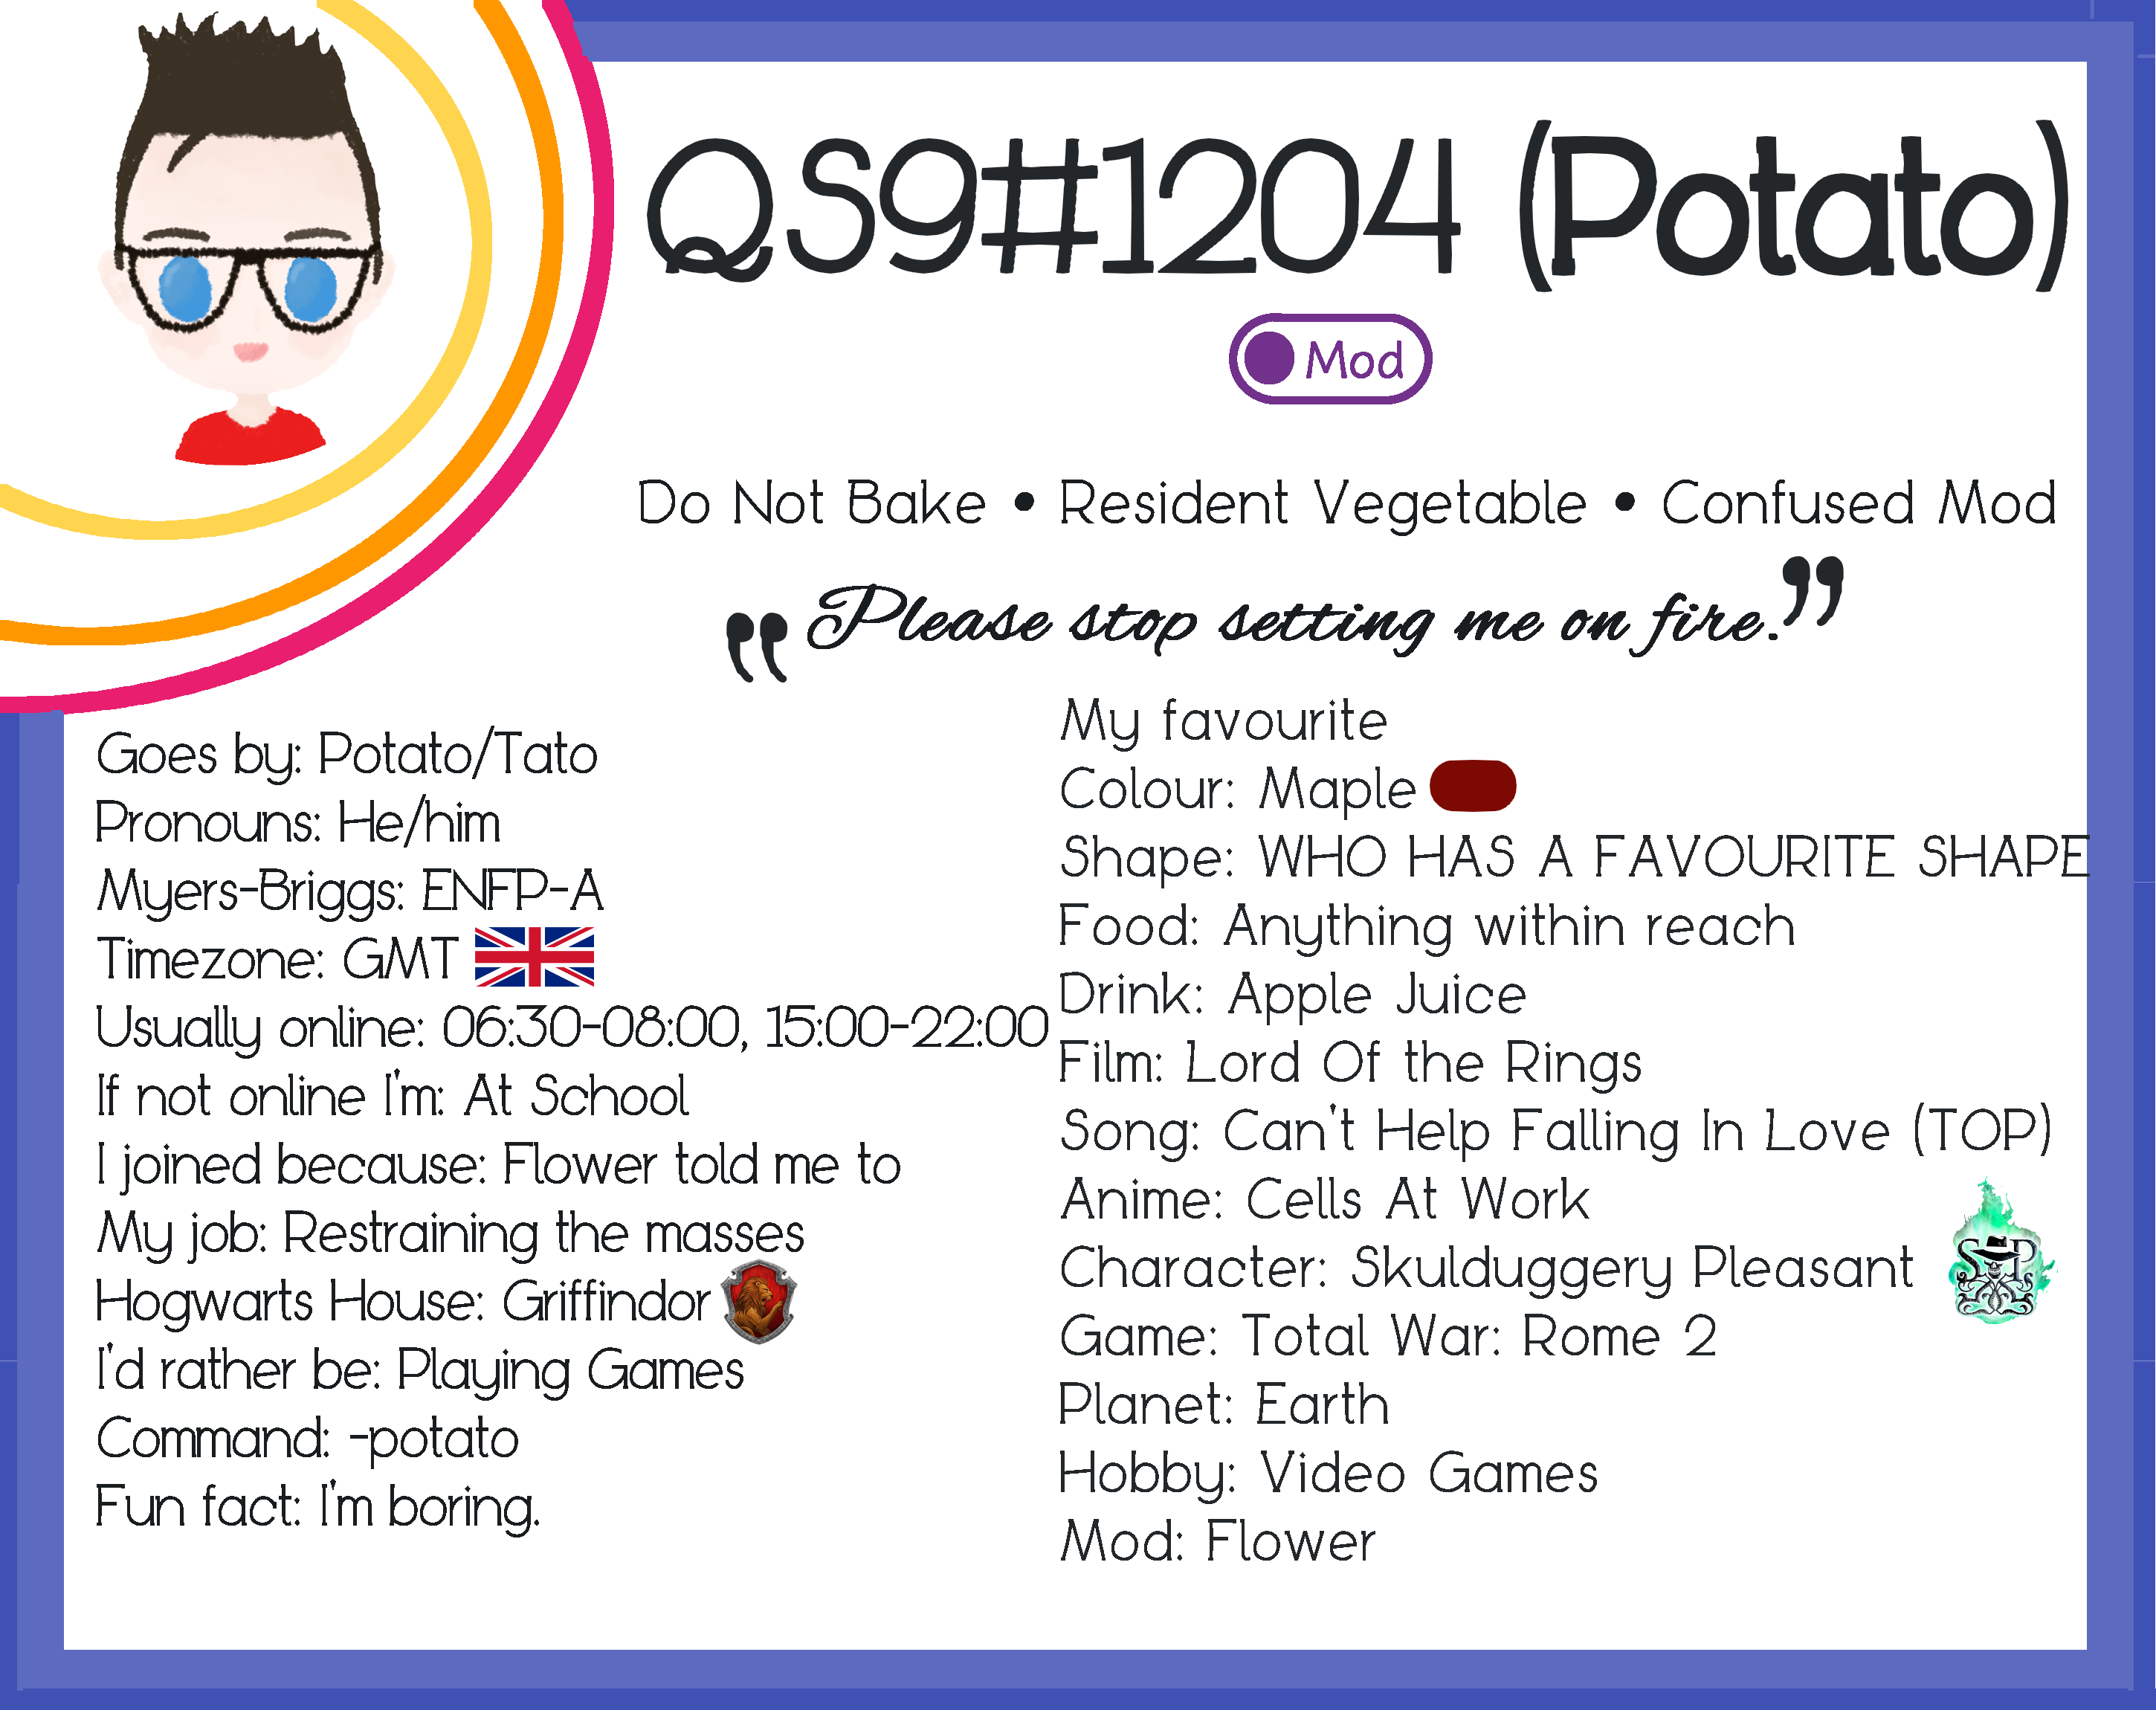 QS9#1204 (Potato)
Mod
Do Not Bake • Resident Vegetable • Confused Mod
"Please stop setting me on fire."
Goes by: Potato/Tato
Pronouns: He/him
Myers-Briggs: ENFP-A
Timezone: GMT
Usually online: 06:30-08:00, 15:00-22:00
If not online I'm: At School
I joined because: Flower told me to
My job: Restraining the masses
Hogwarts House: Griffindor
I'd rather be: Playing Games
Command: -potato
Fun fact: I'm boring.
My favourite
Colour: Maple
Shape: WHO HAS A FAVOURITE SHAPE
Food: Anything within reach
Drink: Apple Juice
Film: Lord Of the Rings
Song: Can't Help Falling In Love (TOP)
Anime: Cells At Work
Character: Skulduggery Pleasant
SP
Game: Total War: Rome 2
Planet: Earth
Hobby: Video Games
Mod: Flower